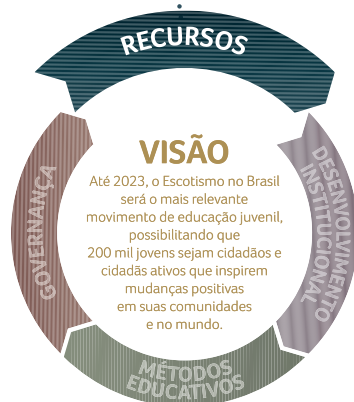 RECURSOS
VISÃO
Até 2023, o Escotismo no Brasil
será o mais relevante
movimento de educação juvenil,
possibilitando que
200 mil jovens sejam cidadãos e
cidadãs ativos que inspirem
mudanças positivas
em suas comunidades
e no mundo.
DESENVOLVIMENTO
INSTITUCIONAL
MÉTODOS
EDUCATIVOS
GOVERNANÇA